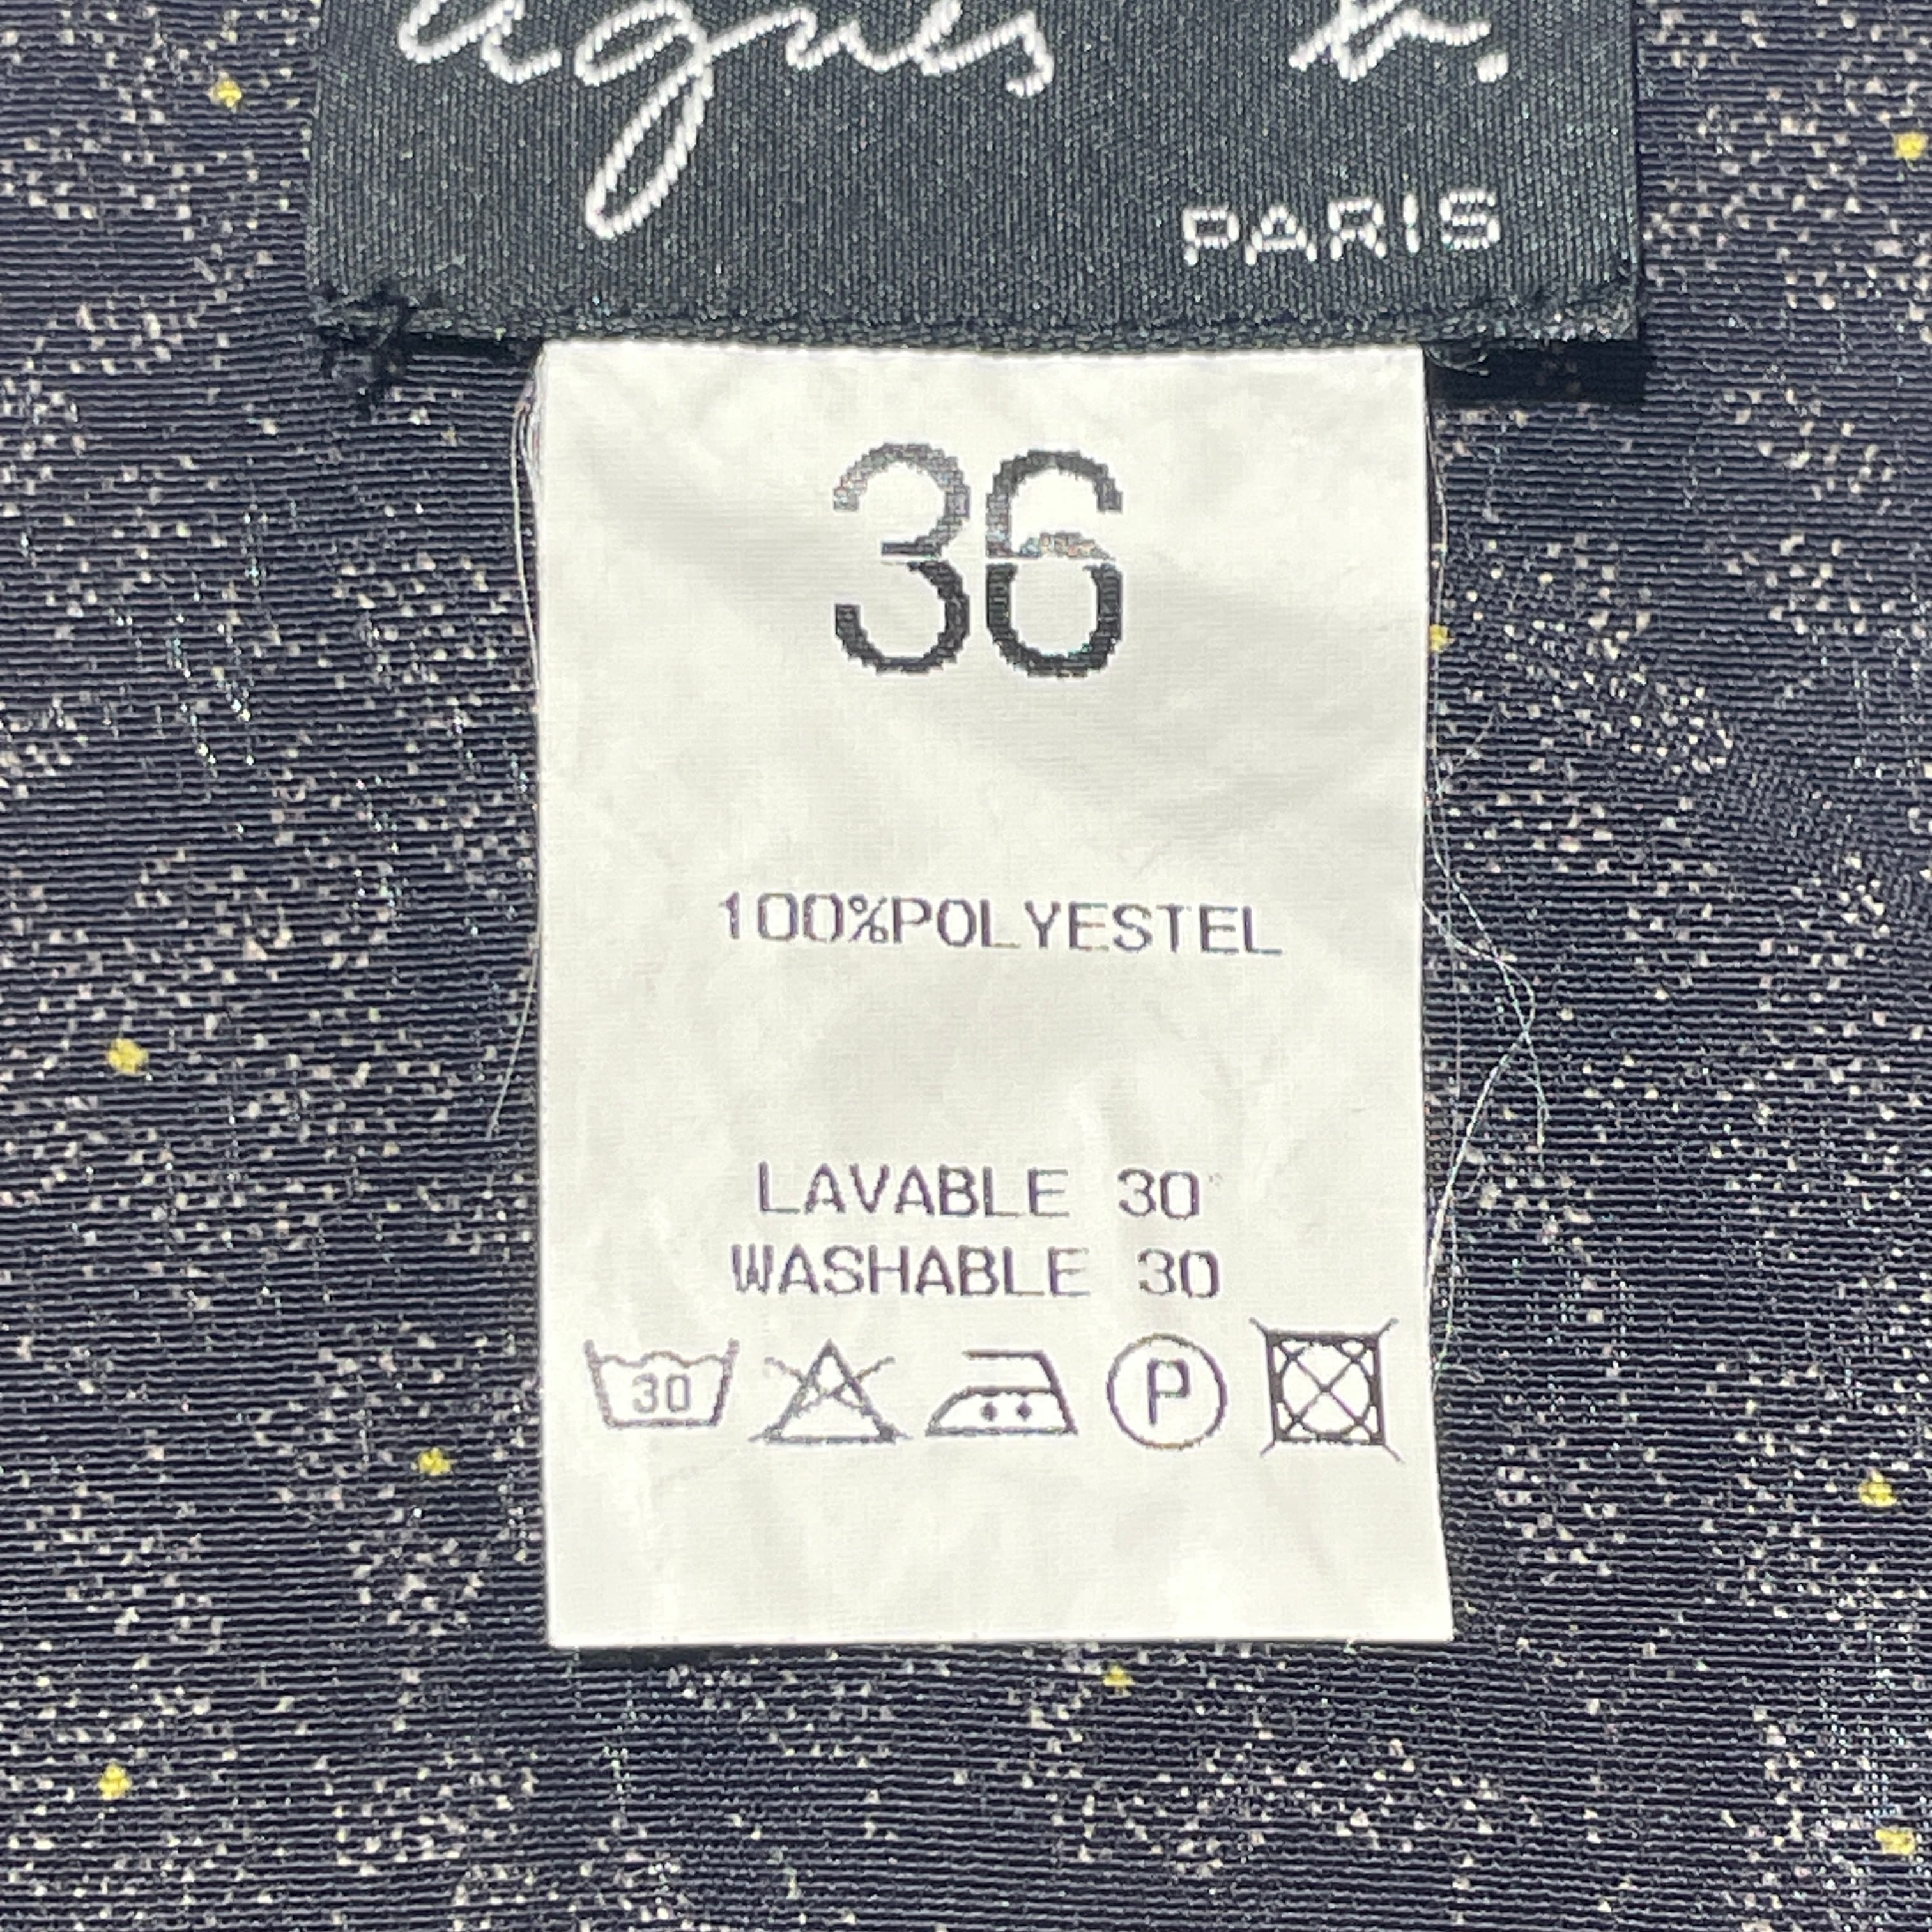 agnès b.
PARIS
36
100%POLYESTEL
LAVABLE 30°
WASHABLE 30
30 P